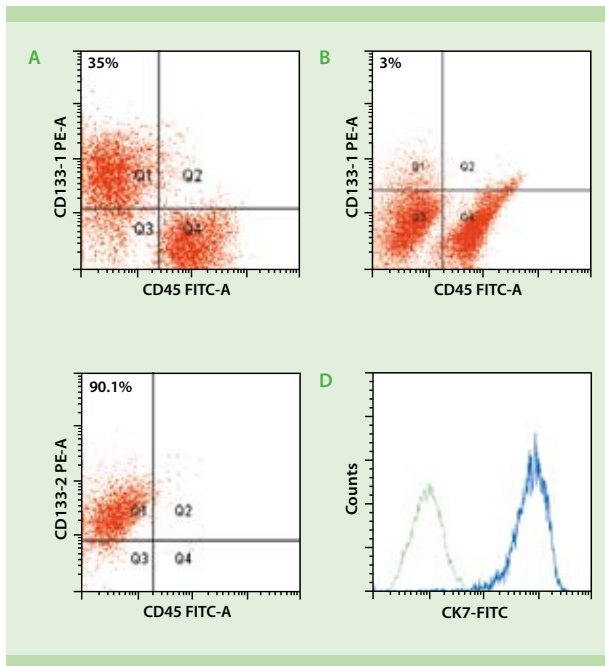 A
35%
CD133-1 PE-A
Q1
Q2
Q3
Q4
CD45 FITC-A
B
3%
CD133-1 PE-A
Q1
Q2
Q3
Q4
CD45 FITC-A
90.1%
CD133-2 PE-A
Q1
Q2
Q3
Q4
CD45 FITC-A
D
Counts
CK7-FITC